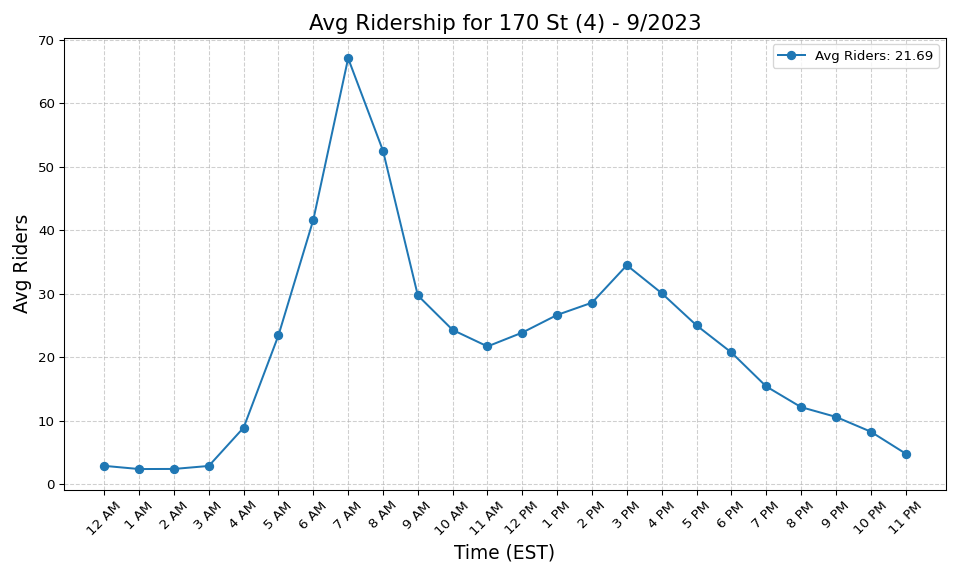 Avg Ridership for 170 St (4) - 9/2023
Avg Riders: 21.69
Avg Riders
70
60
50
40
30
20
10
0
12 AM
1 AM
2 AM
3 AM
4 AM
5 AM
6 AM
7 AM
8 AM
9 AM
10 AM
11 AM
12 PM
1 PM
2 PM
3 PM
4 PM
5 PM
6 PM
7 PM
8 PM
9 PM
10 PM
11 PM
Time (EST)